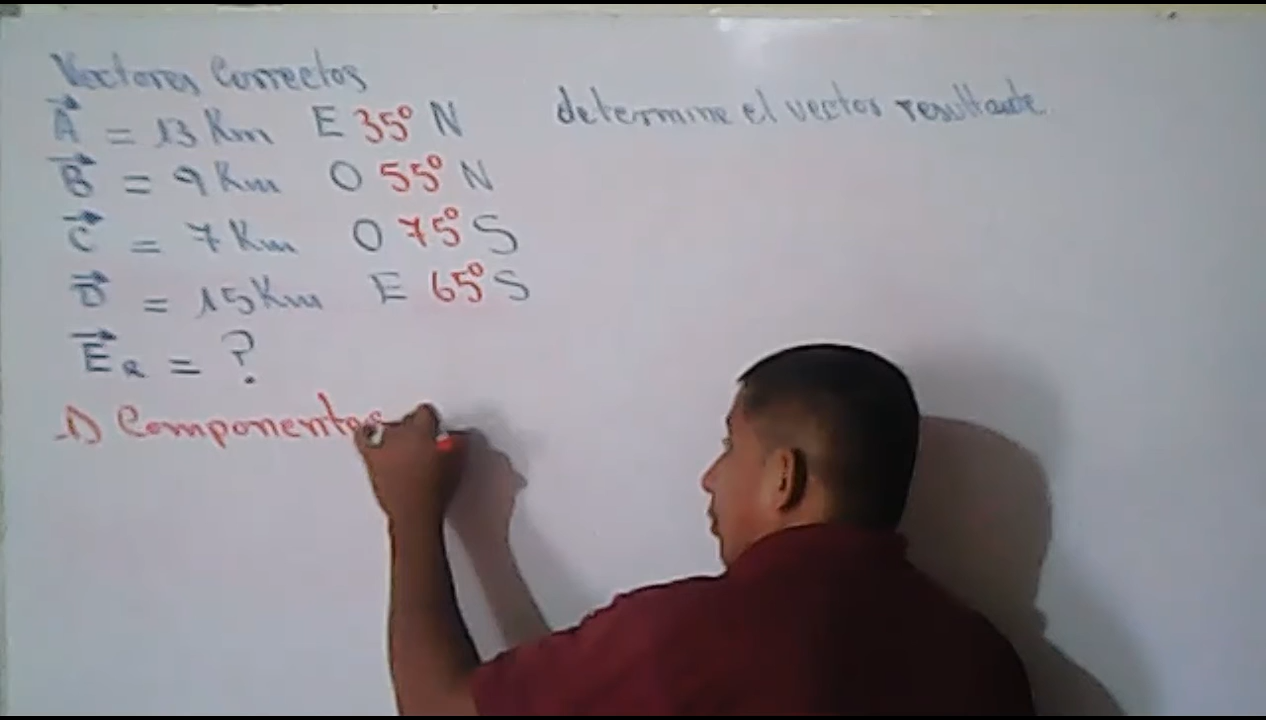 Vectores Correctos
A = 13 Km E 35° N
determine el vector resultante
B = 9 Km O 55° N
C = 7 Km O 75° S
D = 15 Km E 65° S
E R = ?
1) Componentes